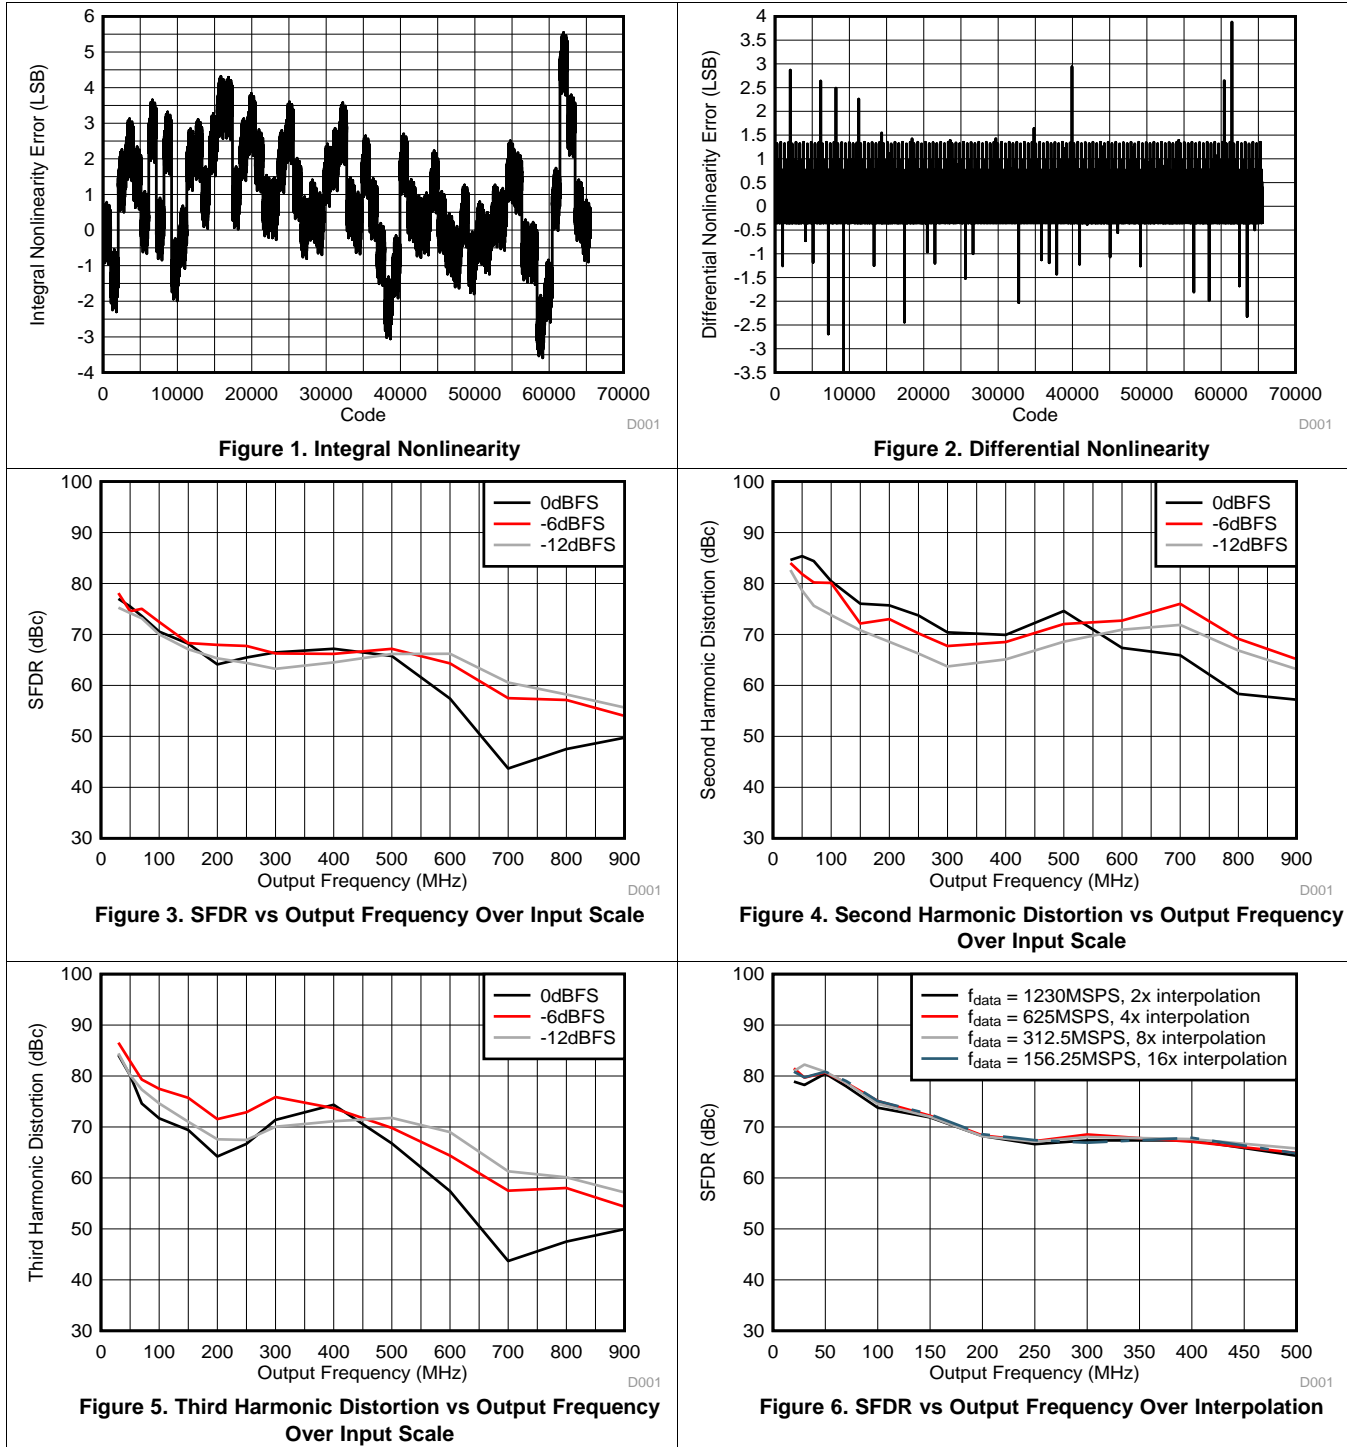 Integral Nonlinearity Error (LSB)
6
5
4
3
2
1
0
-1
-2
-3
-4
0 10000 20000 30000 40000 50000 60000 70000
Code
D001
Figure 1. Integral Nonlinearity
Differential Nonlinearity Error (LSB)
4
3.5
3
2.5
2
1.5
1
0.5
0
-0.5
-1
-1.5
-2
-2.5
-3
-3.5
0 10000 20000 30000 40000 50000 60000 70000
Code
D001
Figure 2. Differential Nonlinearity
SFDR (dBc)
100
90
80
70
60
50
40
30
0 100 200 300 400 500 600 700 800 900
Output Frequency (MHz)
0dBFS
-6dBFS
-12dBFS
D001
Figure 3. SFDR vs Output Frequency Over Input Scale
Second Harmonic Distortion (dBc)
100
90
80
70
60
50
40
30
0 100 200 300 400 500 600 700 800 900
Output Frequency (MHz)
0dBFS
-6dBFS
-12dBFS
D001
Figure 4. Second Harmonic Distortion vs Output Frequency
Over Input Scale
Third Harmonic Distortion (dBc)
100
90
80
70
60
50
40
30
0 100 200 300 400 500 600 700 800 900
Output Frequency (MHz)
0dBFS
-6dBFS
-12dBFS
D001
Figure 5. Third Harmonic Distortion vs Output Frequency
Over Input Scale
SFDR (dBc)
100
90
80
70
60
50
40
30
0 50 100 150 200 250 300 350 400 450 500
Output Frequency (MHz)
fdata = 1230MSPS, 2x interpolation
fdata = 625MSPS, 4x interpolation
fdata = 312.5MSPS, 8x interpolation
fdata = 156.25MSPS, 16x interpolation
D001
Figure 6. SFDR vs Output Frequency Over Interpolation